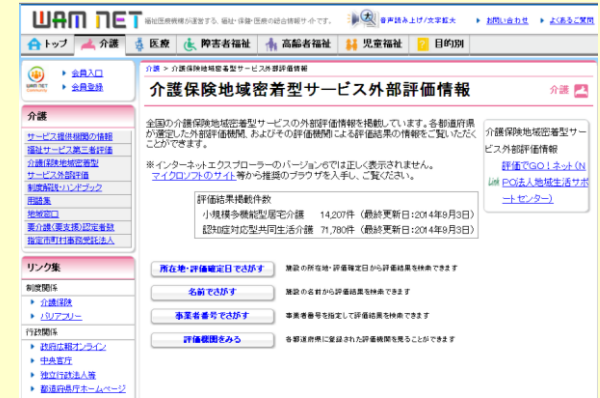 WAM NET
福祉医療機構が運営する、福祉・保健・医療の総合情報サイトです。
音声読み上げ/文字拡大
お問い合わせ
よくあるご質問
トップ
介護
医療
障害者福祉
高齢者福祉
児童福祉
目的別
会員入口
会員登録
介護 > 介護保険地域密着型サービス外部評価情報
介護保険地域密着型サービス外部評価情報
介護
介護
サービス提供機関の情報
福祉サービス第三者評価
介護保険地域密着型
サービス外部評価
制度解説・ハンドブック
用語集
地域窓口
要介護(要支援)認定者数
指定市町村事務受託法人
全国の介護保険地域密着型サービスの外部評価情報を掲載しています。各都道府県
が選定した外部評価機関、およびその評価機関による評価結果の情報をご覧いただく
ことができます。
※インターネットエクスプローラーのバージョン6では正しく表示されません。
マイクロソフトのサイト等から推奨のブラウザを入手し、ご覧ください。
評価結果掲載件数
小規模多機能型居宅介護 14,207件 (最終更新日:2014年9月3日)
認知症対応型共同生活介護 71,780件 (最終更新日:2014年9月3日)
介護保険地域密着型サー
ビス外部評価情報
評価でGO!ネット(N
Link PO法人地域生活サポ
ートセンター)
所在地・評価確定日でさがす 施設の所在地・評価確定日から評価結果を検索できます
名前でさがす 施設の名前から評価結果を検索できます
事業者番号でさがす 事業者番号を指定して評価結果を検索できます
評価機関をみる 各都道府県に登録された評価機関を見ることができます
リンク集
制度関係
介護保険
バリアフリー
行政関係
政府広報オンライン
中央官庁
独立行政法人等
都道府県庁ホームページ